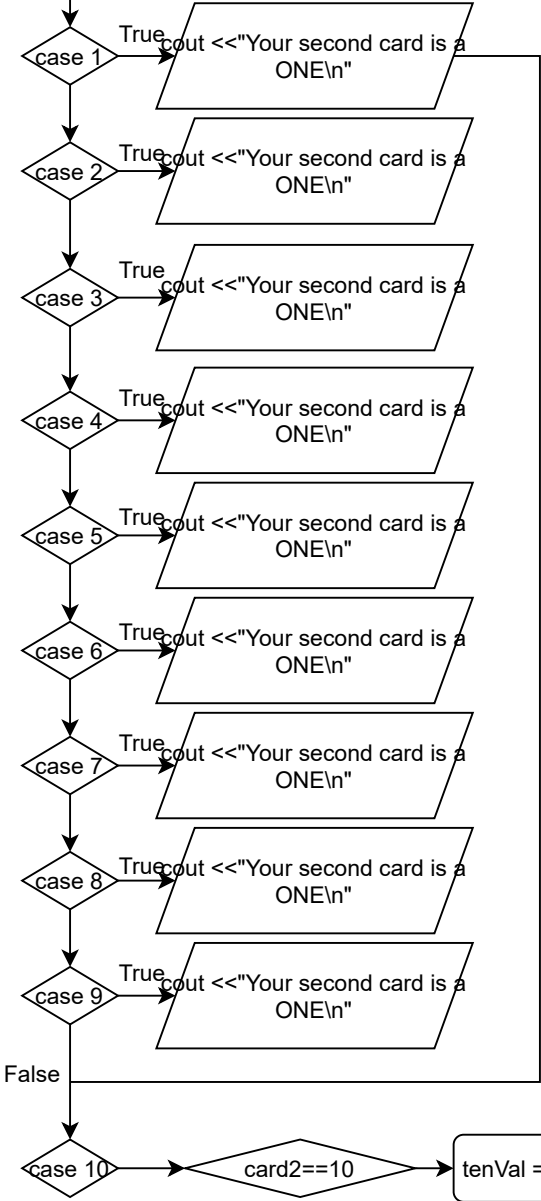 True
case 1
cout <<"Your second card is a
ONE\n"
True
case 2
cout <<"Your second card is a
ONE\n"
True
case 3
cout <<"Your second card is a
ONE\n"
True
case 4
cout <<"Your second card is a
ONE\n"
True
case 5
cout <<"Your second card is a
ONE\n"
True
case 6
cout <<"Your second card is a
ONE\n"
True
case 7
cout <<"Your second card is a
ONE\n"
True
case 8
cout <<"Your second card is a
ONE\n"
True
case 9
cout <<"Your second card is a
ONE\n"
False
case 10
card2==10
tenVal =